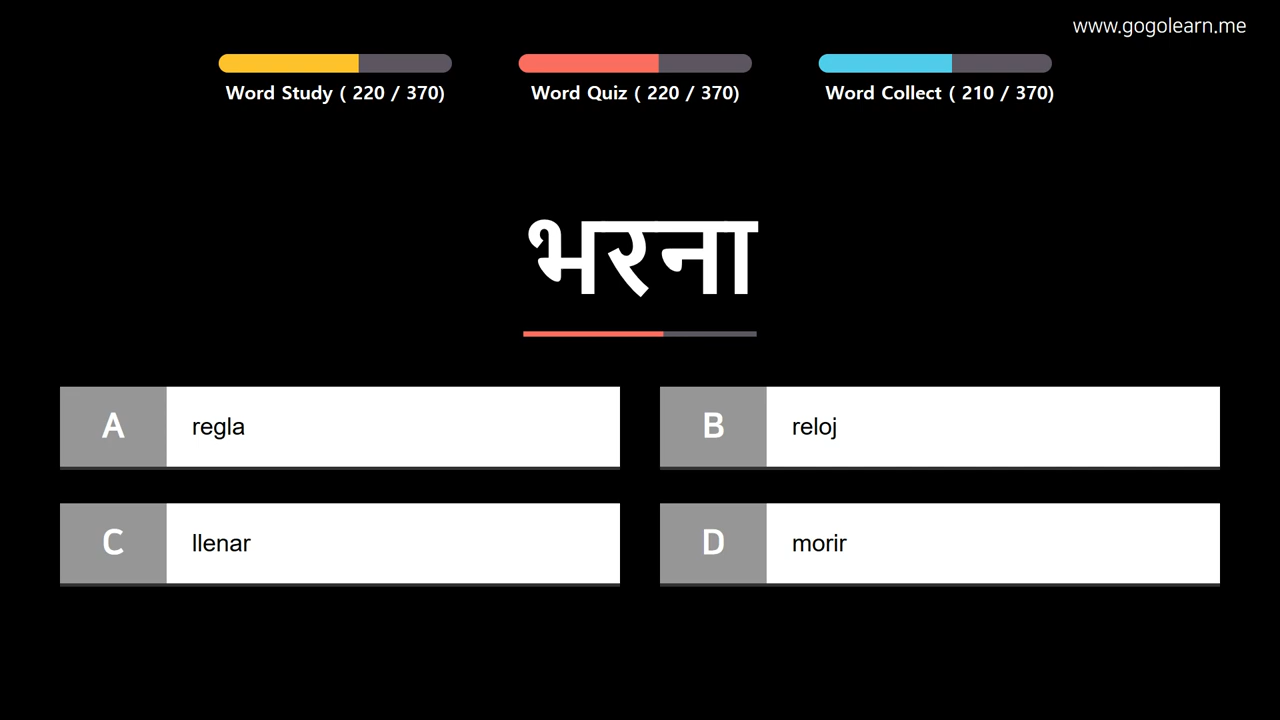 www.gogolearn.me
Word Study ( 220 / 370)
Word Quiz ( 220 / 370)
Word Collect ( 210 / 370)
भरना
A regla
B reloj
C llenar
D morir